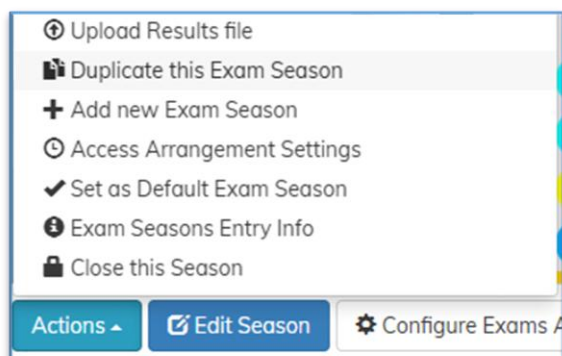 Upload Results file
Duplicate this Exam Season
Add new Exam Season
Access Arrangement Settings
Set as Default Exam Season
Exam Seasons Entry Info
Close this Season
Actions Edit Season Configure Exams